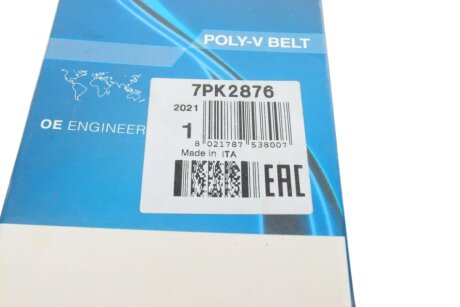 POLY-V BELT
7PK2876
2021
1
8 021787 538007
Made in ITA
EAC
OE ENGINEER